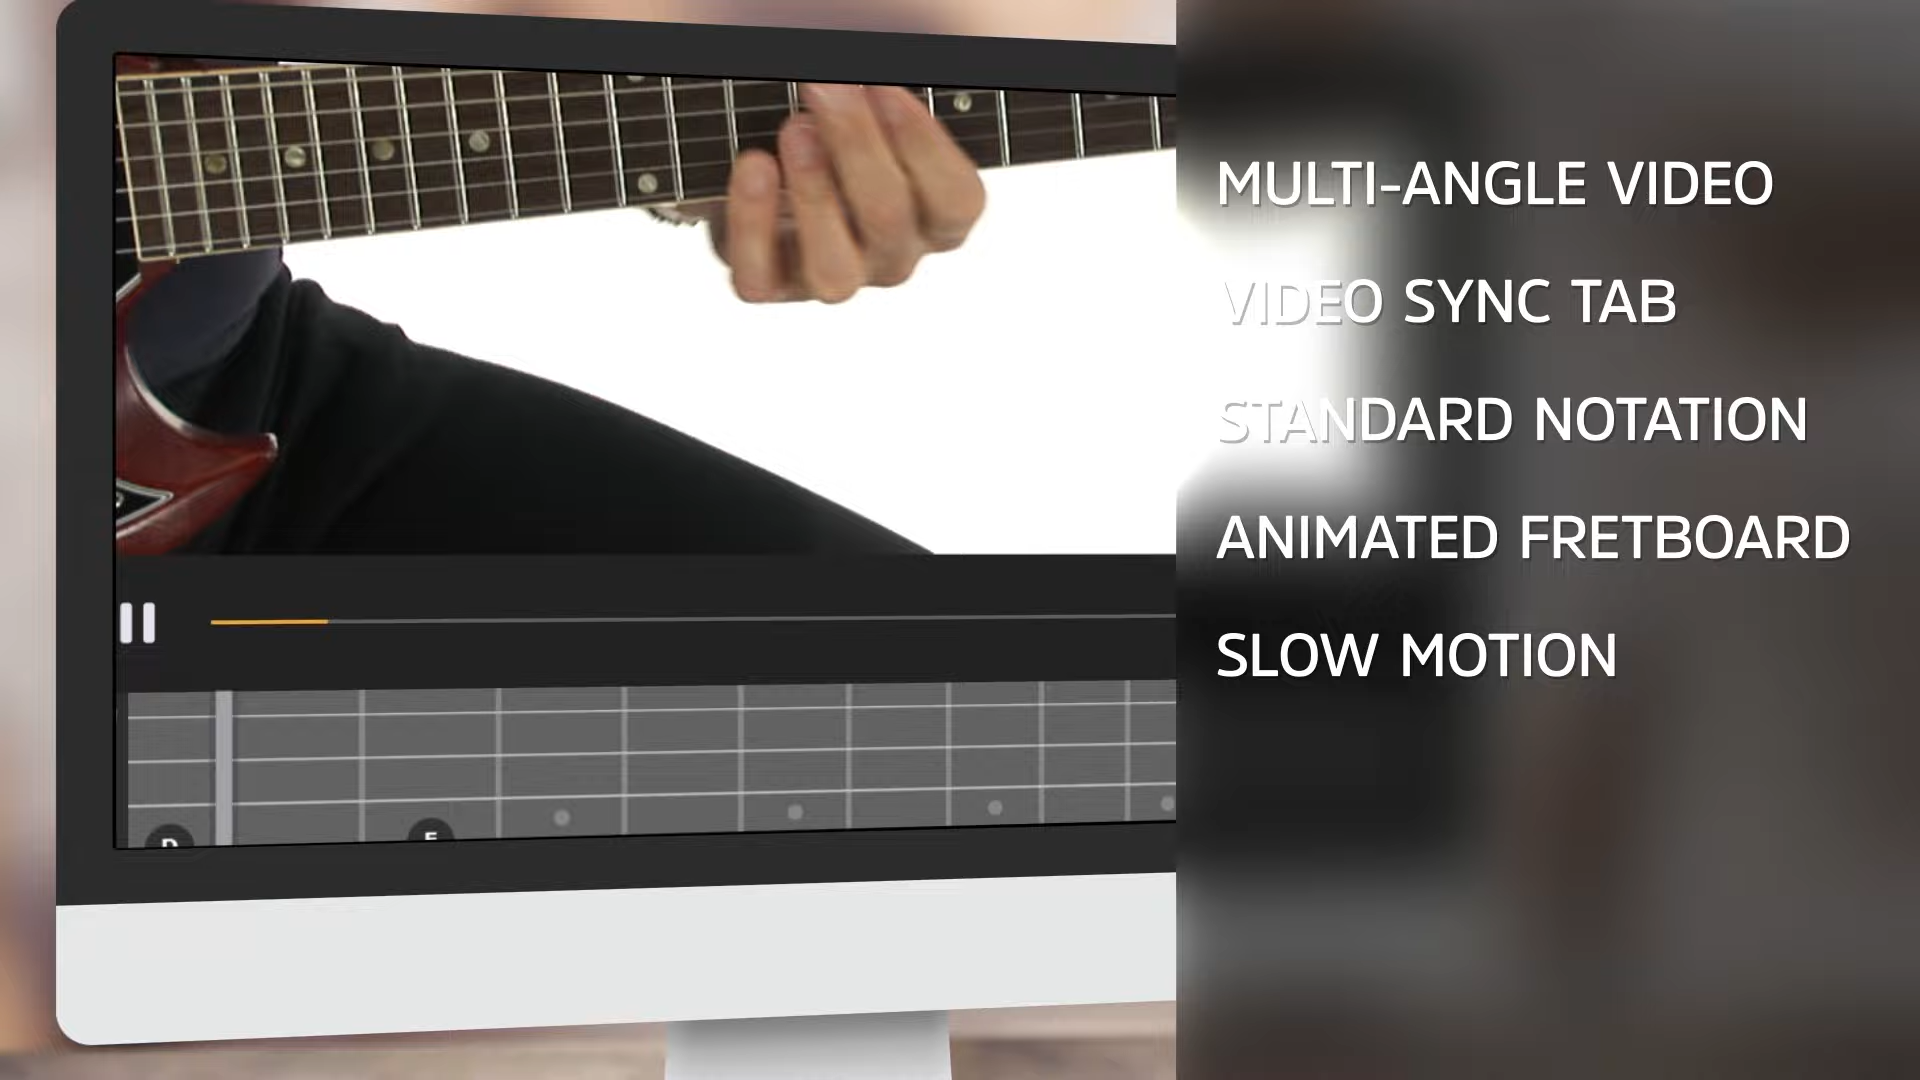 MULTI-ANGLE VIDEO
VIDEO SYNC TAB
STANDARD NOTATION
ANIMATED FRETBOARD
SLOW MOTION